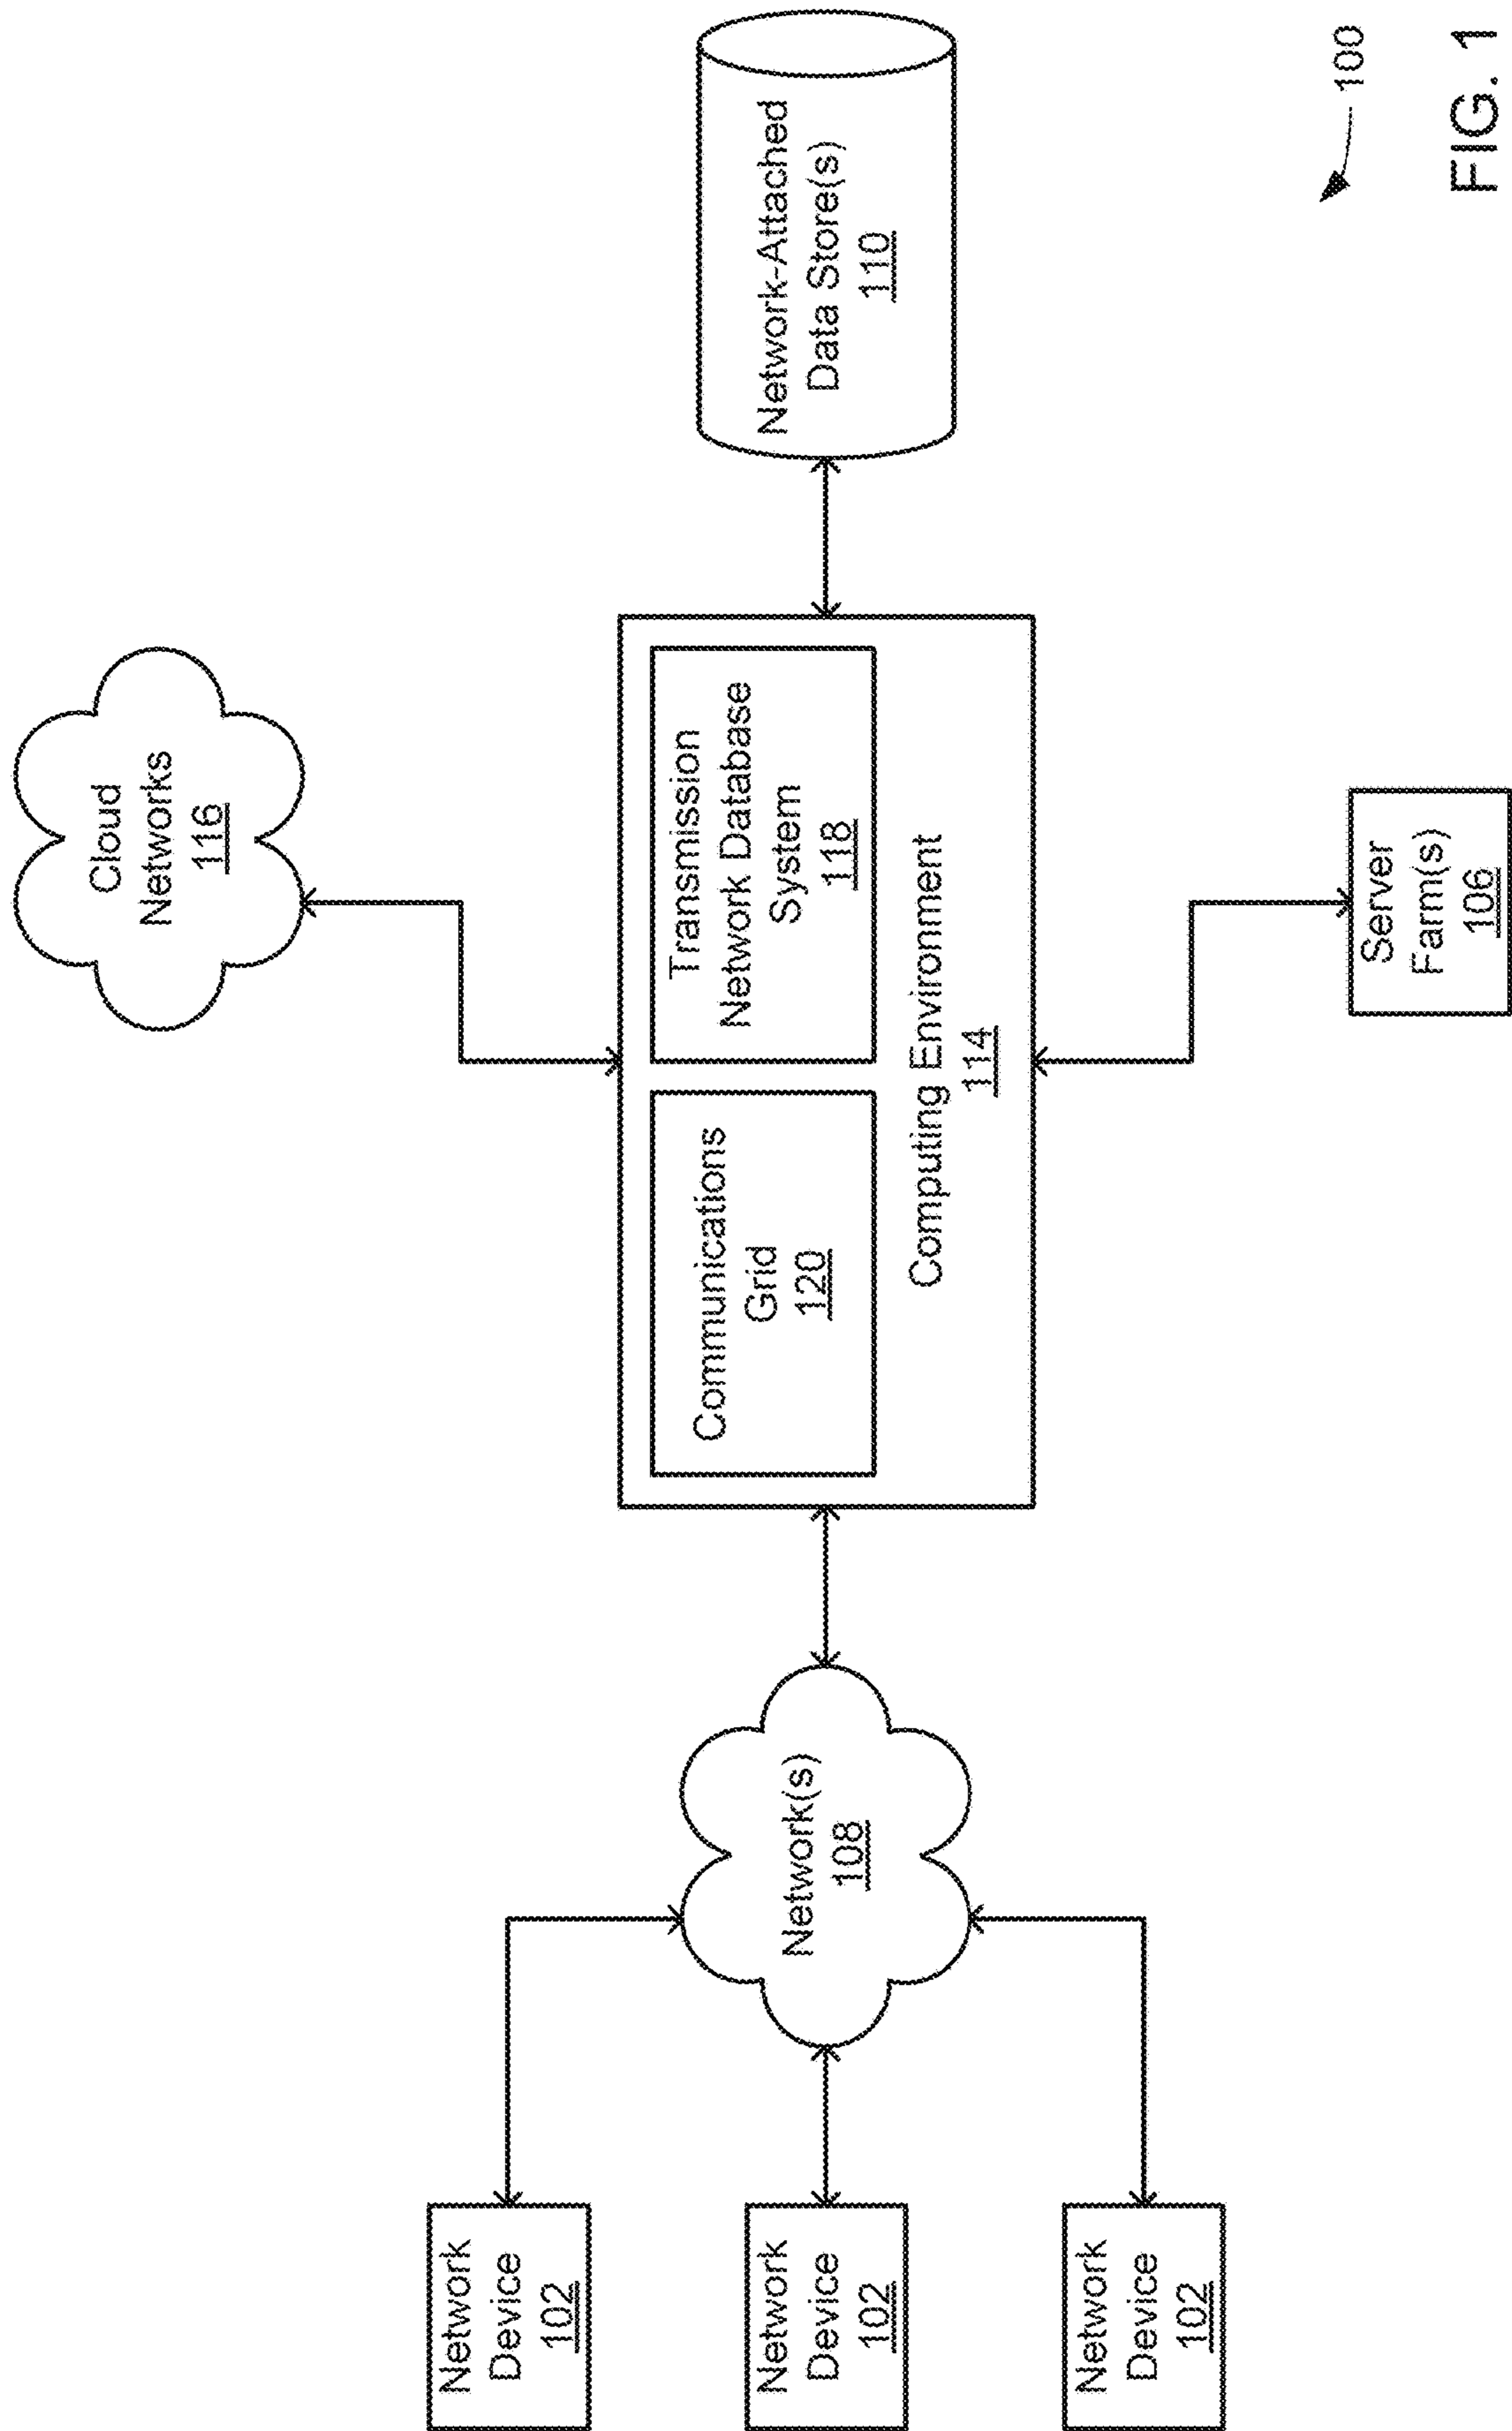 Cloud
Networks
116
Network
Device
102
Network
Device
102
Network
Device
102
Network(s)
108
Communications
Grid
120
Transmission
Network Database
System
118
Computing Environment
114
Network-Attached
Data Store(s)
110
Server
Farm(s)
106
100
FIG. 1